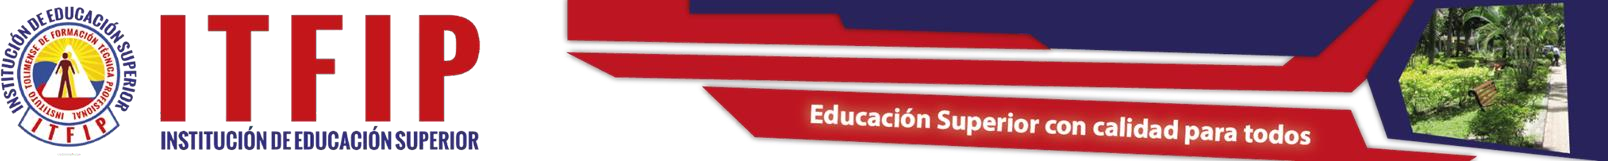 INSTITUCIÓN DE EDUCACIÓN SUPERIOR
INSTITUTO TOLIMENSE DE FORMACIÓN TÉCNICA PROFESIONAL
ITFIP
ITFIP
INSTITUCIÓN DE EDUCACIÓN SUPERIOR
Educación Superior con calidad para todos